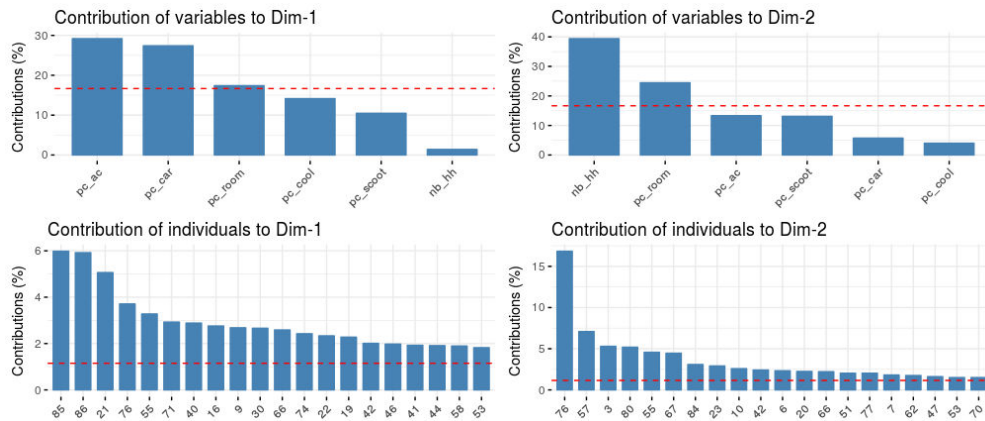 Contribution of variables to Dim-1
Contributions (%)
30
20
10
0
pc_ac
pc_car
pc_room
pc_cool
pc_scoot
nb_hh
Contribution of variables to Dim-2
Contributions (%)
40
30
20
10
0
nb_hh
pc_room
pc_ac
pc_scoot
pc_car
pc_cool
Contribution of individuals to Dim-1
Contributions (%)
6
4
2
0
85
86
21
76
55
71
40
16
9
30
66
74
22
19
42
46
41
44
58
53
Contribution of individuals to Dim-2
Contributions (%)
15
10
5
0
76
57
3
80
55
67
84
23
10
42
6
20
66
51
77
7
62
47
53
70